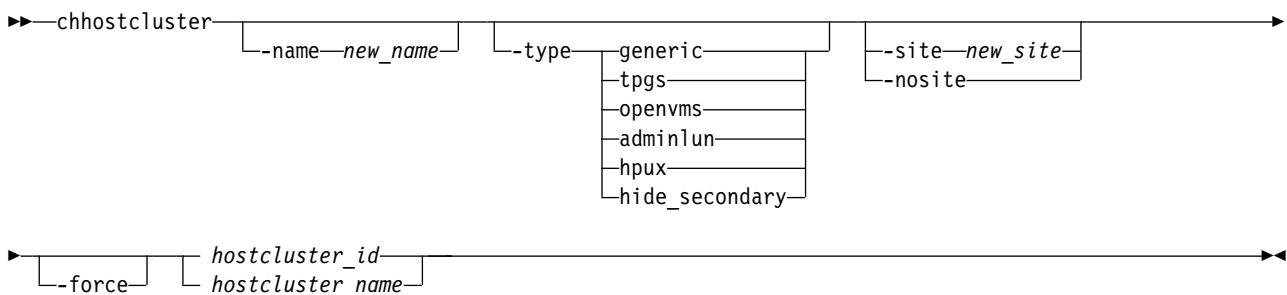 chhostcluster
-name new_name
-type generic
tpgs
openvms
adminlun
hpux
hide_secondary
-site new_site
-nosite
-force
hostcluster_id
hostcluster_name